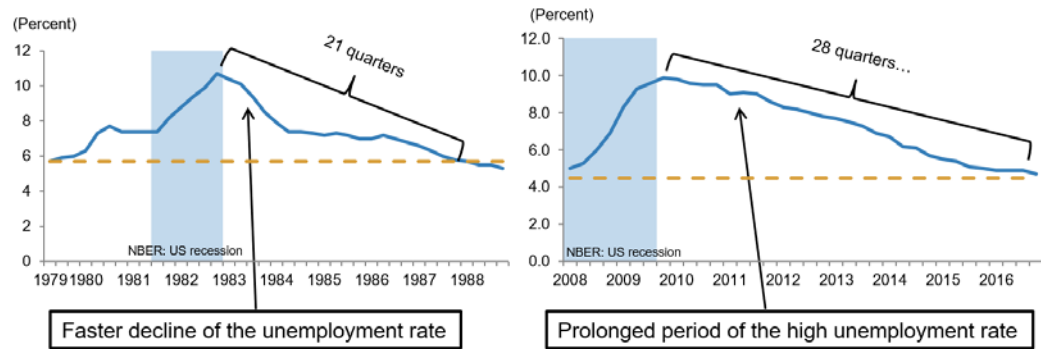 (Percent)
12
10
8
6
4
2
0
21 quarters
NBER: US recession
1979 1980 1981 1982 1983 1984 1985 1986 1987 1988
Faster decline of the unemployment rate
(Percent)
12.0
10.0
8.0
6.0
4.0
2.0
0.0
28 quarters...
NBER: US recession
2008 2009 2010 2011 2012 2013 2014 2015 2016
Prolonged period of the high unemployment rate